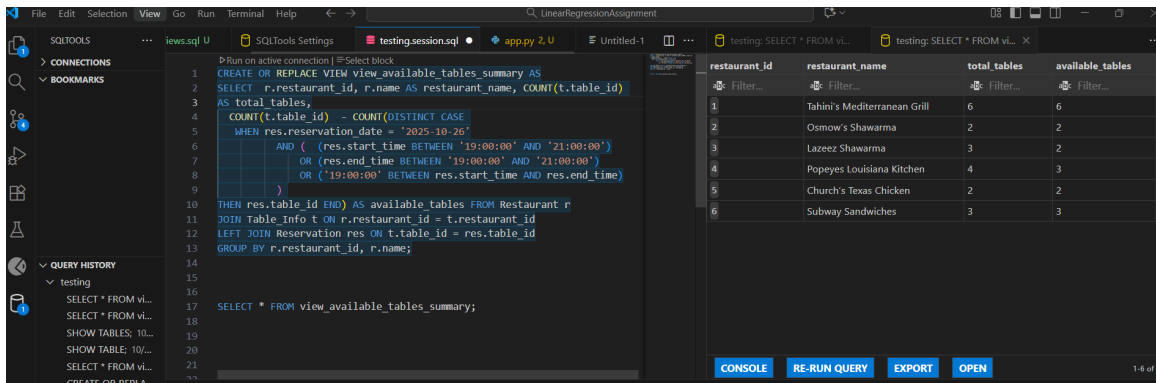 File Edit Selection View Go Run Terminal Help
LinearRegressionAssignment
SQLTOOLS
CONNECTIONS
BOOKMARKS
iews.sql U
SQLTools Settings
testing.session.sql
app.py 2, U
Untitled-1
Run on active connection | Select block
1 CREATE OR REPLACE VIEW view_available_tables_summary AS
2 SELECT r.restaurant_id, r.name AS restaurant_name, COUNT(t.table_id)
3 AS total_tables,
4 COUNT(t.table_id) - COUNT(DISTINCT CASE
5 WHEN res.reservation_date = '2025-10-26'
6 AND ( (res.start_time BETWEEN '19:00:00' AND '21:00:00')
7 OR (res.end_time BETWEEN '19:00:00' AND '21:00:00')
8 OR ('19:00:00' BETWEEN res.start_time AND res.end_time)
9 )
10 THEN res.table_id END) AS available_tables FROM Restaurant r
11 JOIN Table_Info t ON r.restaurant_id = t.restaurant_id
12 LEFT JOIN Reservation res ON t.table_id = res.table_id
13 GROUP BY r.restaurant_id, r.name;
14
15
16
17 SELECT * FROM view_available_tables_summary;
18
19
20
21
QUERY HISTORY
testing
SELECT * FROM vi...
SELECT * FROM vi...
SHOW TABLES; 10...
SHOW TABLE; 10/...
SELECT * FROM vi...
CREATE OR REPLA...
testing: SELECT * FROM vi...
testing: SELECT * FROM vi...
restaurant_id restaurant_name total_tables available_tables
Filter... Filter... Filter... Filter...
1 Tahini's Mediterranean Grill 6 6
2 Osmow's Shawarma 2 2
3 Lazeez Shawarma 3 2
4 Popeyes Louisiana Kitchen 4 3
5 Church's Texas Chicken 2 2
6 Subway Sandwiches 3 3
CONSOLE RE-RUN QUERY EXPORT OPEN
1-6 of